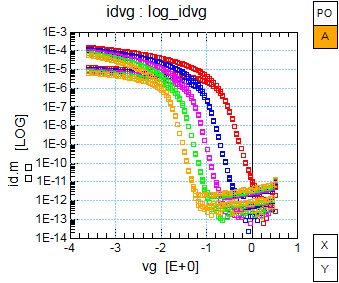 idvg : log_idvg
PO
A
1E-3
1E-4
1E-5
1E-6
1E-7
1E-8
1E-9
1E-10
1E-11
1E-12
1E-13
1E-14
id.m [LOG]
-4 -3 -2 -1 0 1
vg [E+0]
X
Y